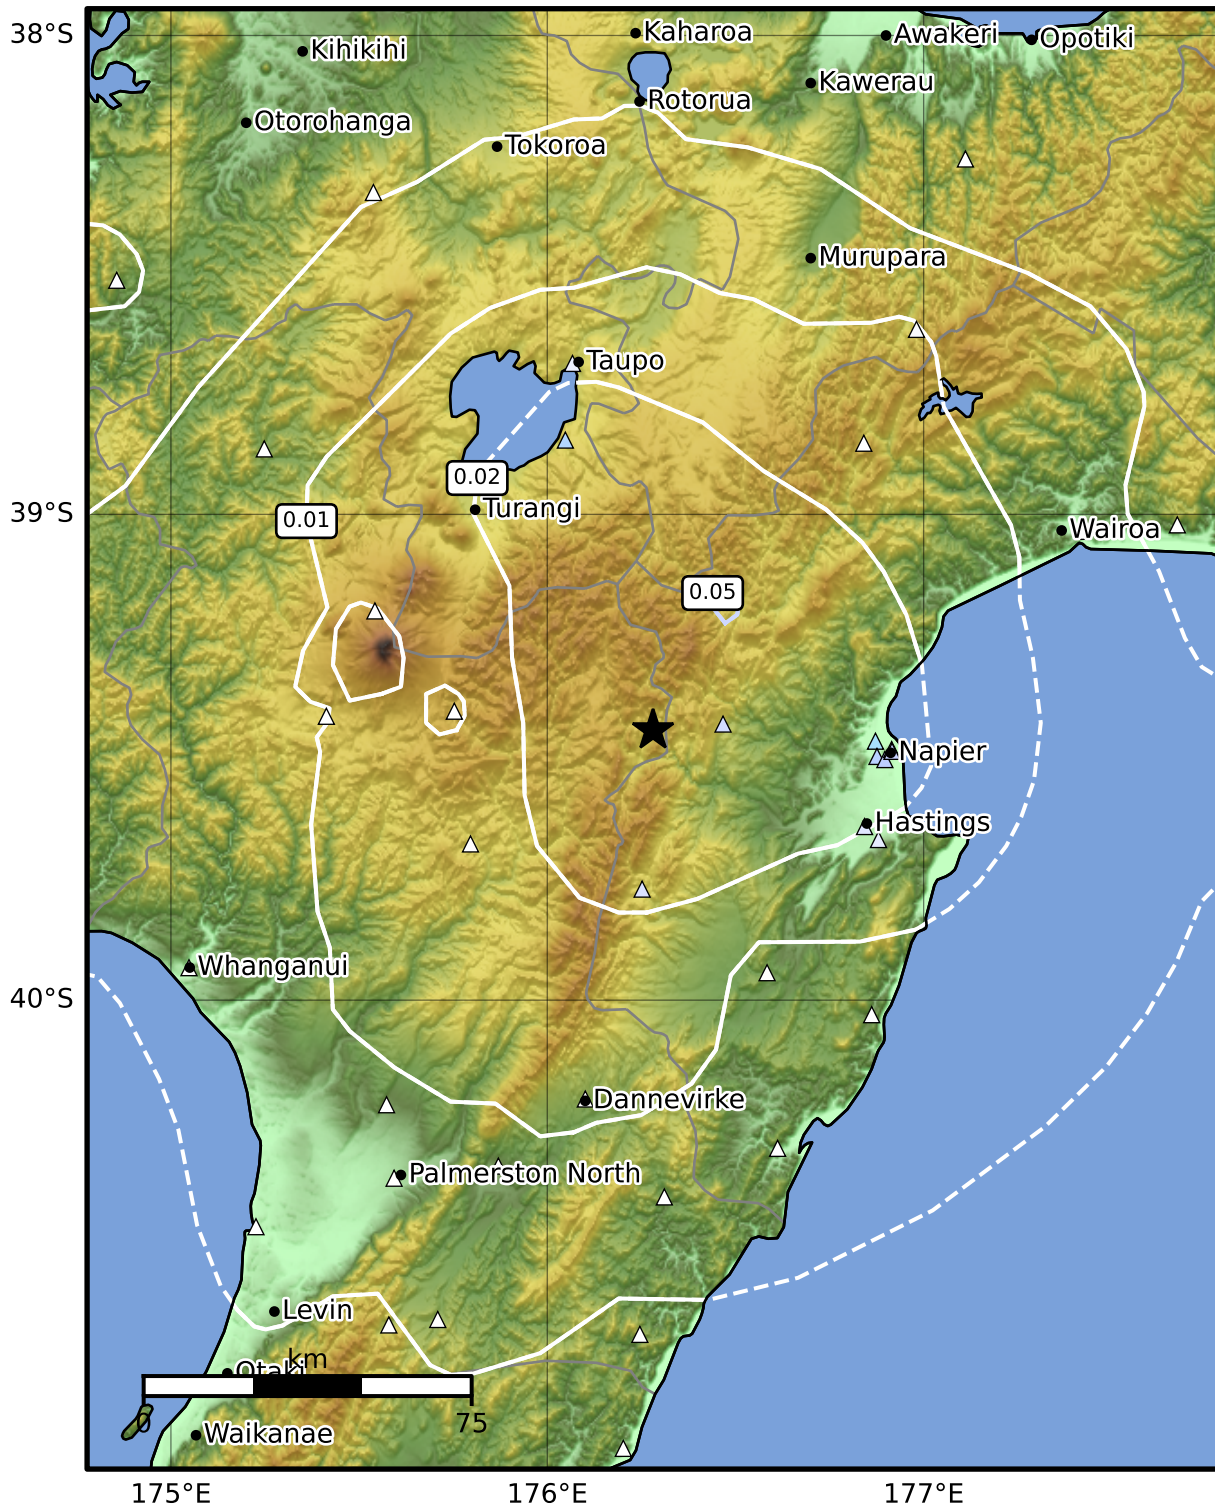 38°S
Kaharoa
Awakeri
Opotiki
Kihikihi
Kawerau
Rotorua
Otorohanga
Tokoroa
Murupara
Taupo
0.02
Turangi
39°S
0.01
Wairoa
0.05
Napier
Hastings
Whanganui
40°S
Dannevirke
Palmerston North
Levin
km
Otaki
0
75
Waikanae
175°E
176°E
177°E